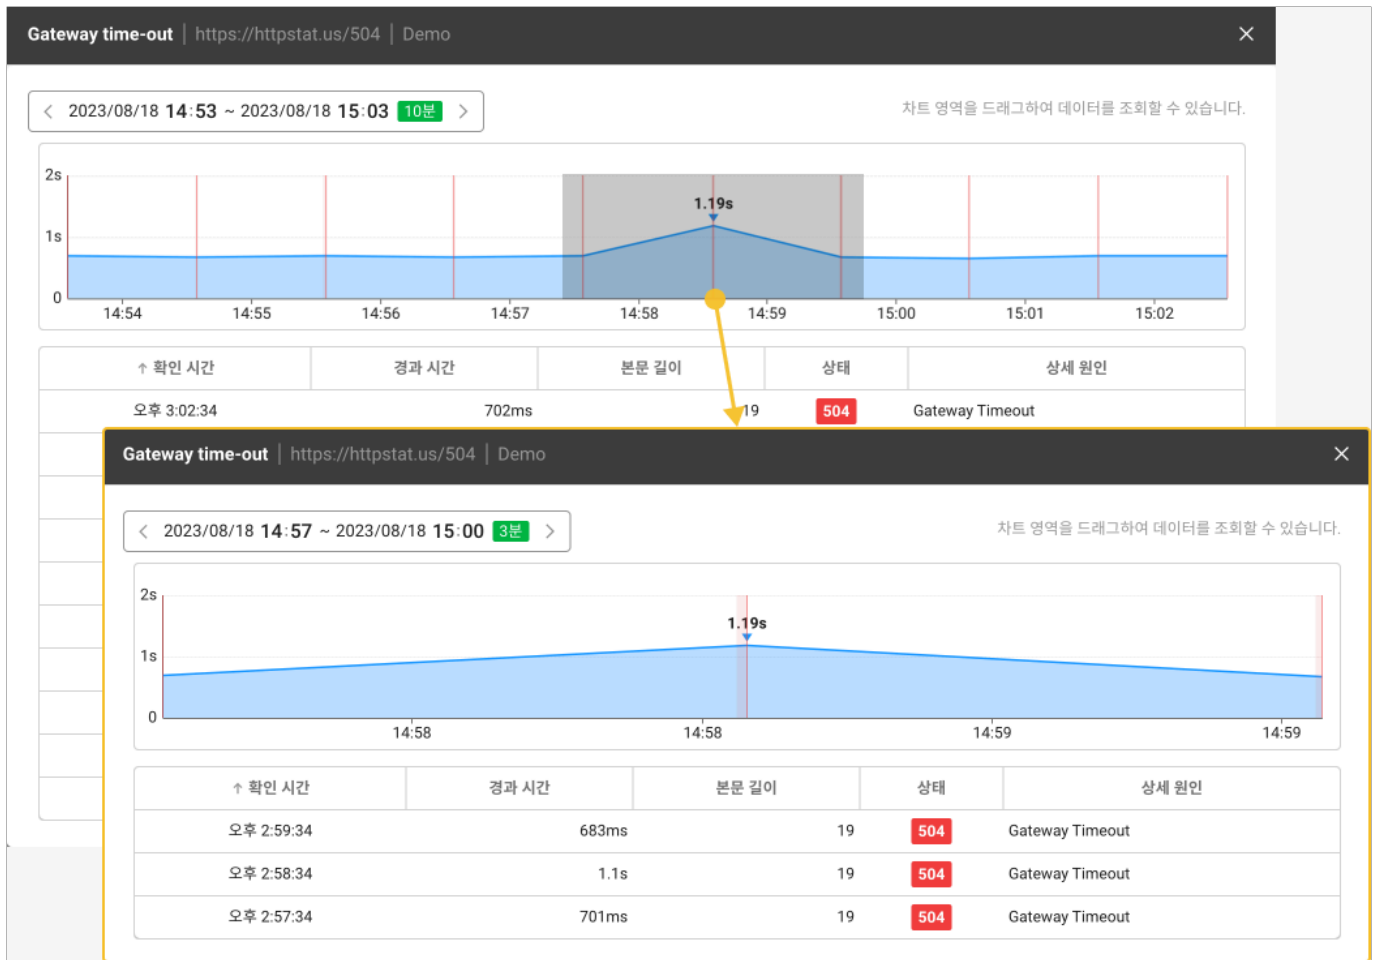 Gateway time-out | https://httpstat.us/504 | Demo
2023/08/18 14:53 ~ 2023/08/18 15:03 10분
차트 영역을 드래그하여 데이터를 조회할 수 있습니다.
2s
1.19s
1s
0
14:54 14:55 14:56 14:57 14:58 14:59 15:00 15:01 15:02
↑ 확인 시간 경과 시간 본문 길이 상태 상세 원인
오후 3:02:34 702ms 19 504 Gateway Timeout
Gateway time-out | https://httpstat.us/504 | Demo
2023/08/18 14:57 ~ 2023/08/18 15:00 3분
차트 영역을 드래그하여 데이터를 조회할 수 있습니다.
2s
1.19s
1s
0
14:58 14:58 14:59 14:59
↑ 확인 시간 경과 시간 본문 길이 상태 상세 원인
오후 2:59:34 683ms 19 504 Gateway Timeout
오후 2:58:34 1.1s 19 504 Gateway Timeout
오후 2:57:34 701ms 19 504 Gateway Timeout